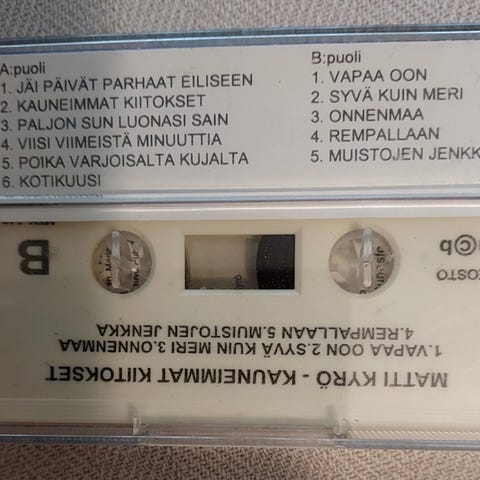 A:puoli
1. JÄI PÄIVÄT PARHAAT EILISEEN
2. KAUNEIMMAT KIITOKSET
3. PALJON SUN LUONASI SAIN
4. VIISI VIIMEISTÄ MINUUTTIA
5. POIKA VARJOISALTA KUJALTA
6. KOTIKUUSI
B:puoli
1. VAPAA OON
2. SYVÄ KUIN MERI
3. ONNENMAA
4. REMPALLAAN
5. MUISTOJEN JENKK
MATTI KYRÖ - KAUNEIMMAT KIITOKSET
1.VAPAA OON 2.SYVÄ KUIN MERI 3.ONNENMAA
4.REMPALLAAN 5.MUISTOJEN JENKKA
B